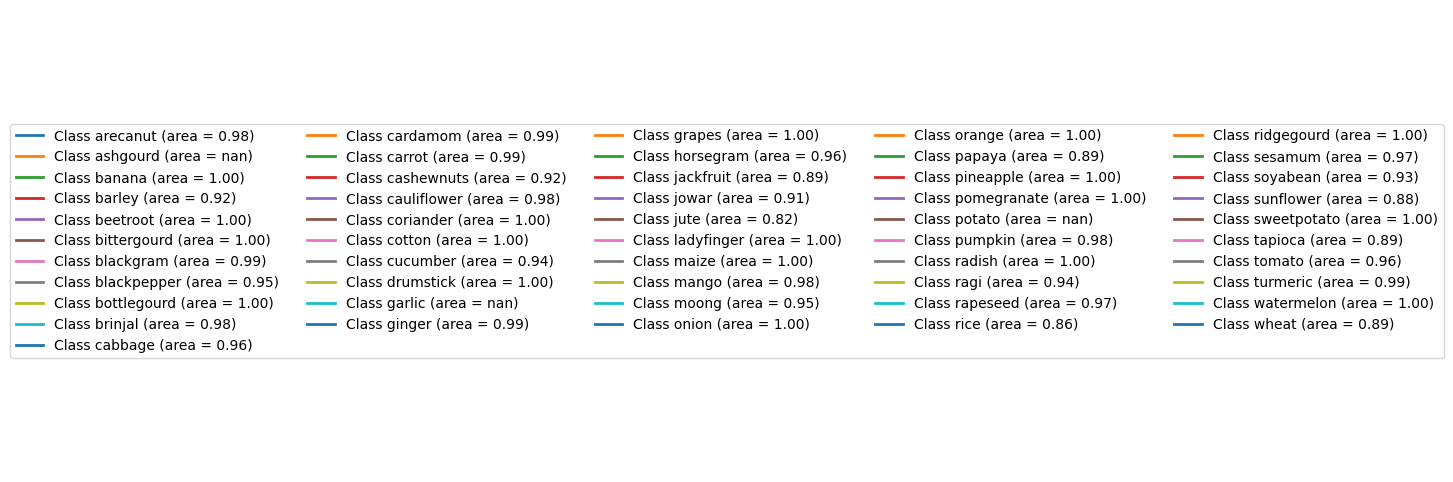 Class arecanut (area = 0.98)
Class ashgourd (area = nan)
Class banana (area = 1.00)
Class barley (area = 0.92)
Class beetroot (area = 1.00)
Class bittergourd (area = 1.00)
Class blackgram (area = 0.99)
Class blackpepper (area = 0.95)
Class bottlegourd (area = 1.00)
Class brinjal (area = 0.98)
Class cabbage (area = 0.96)
Class cardamom (area = 0.99)
Class carrot (area = 0.99)
Class cashewnuts (area = 0.92)
Class cauliflower (area = 0.98)
Class coriander (area = 1.00)
Class cotton (area = 1.00)
Class cucumber (area = 0.94)
Class drumstick (area = 1.00)
Class garlic (area = nan)
Class ginger (area = 0.99)
Class grapes (area = 1.00)
Class horsegram (area = 0.96)
Class jackfruit (area = 0.89)
Class jowar (area = 0.91)
Class jute (area = 0.82)
Class ladyfinger (area = 1.00)
Class maize (area = 1.00)
Class mango (area = 0.98)
Class moong (area = 0.95)
Class onion (area = 1.00)
Class orange (area = 1.00)
Class papaya (area = 0.89)
Class pineapple (area = 1.00)
Class pomegranate (area = 1.00)
Class potato (area = nan)
Class pumpkin (area = 0.98)
Class radish (area = 1.00)
Class ragi (area = 0.94)
Class rapeseed (area = 0.97)
Class rice (area = 0.86)
Class ridgegourd (area = 1.00)
Class sesamum (area = 0.97)
Class soyabean (area = 0.93)
Class sunflower (area = 0.88)
Class sweetpotato (area = 1.00)
Class tapioca (area = 0.89)
Class tomato (area = 0.96)
Class turmeric (area = 0.99)
Class watermelon (area = 1.00)
Class wheat (area = 0.89)